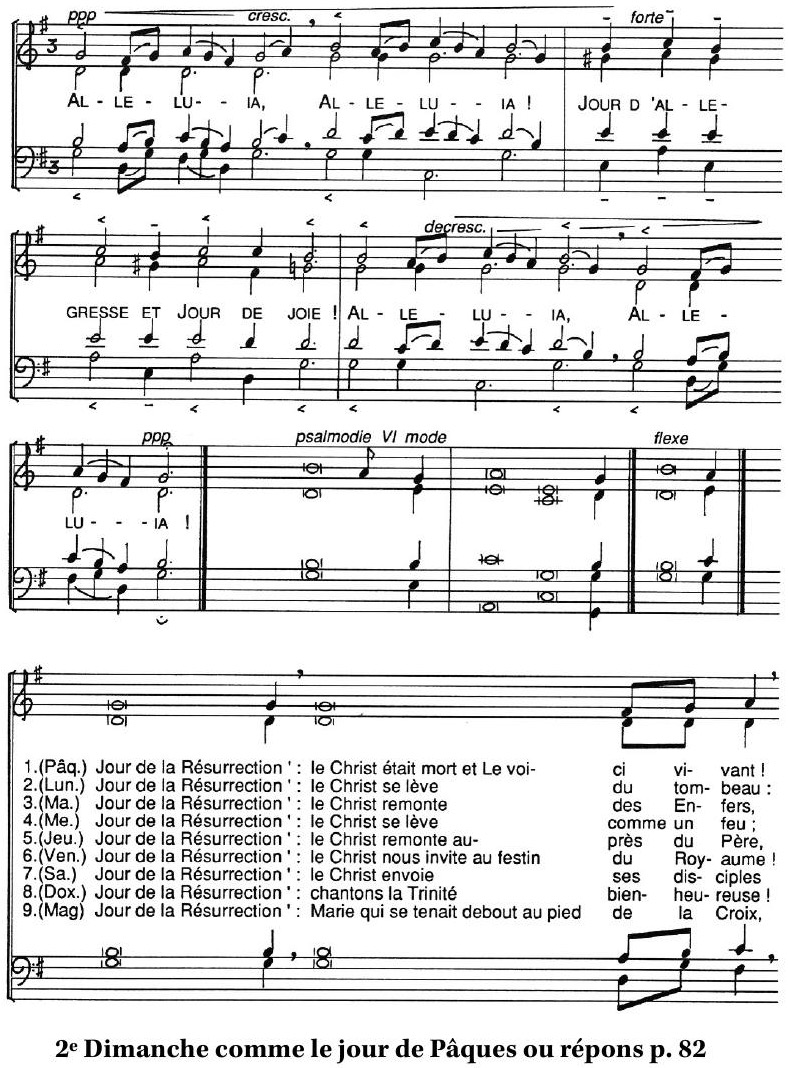 ppp cresc. forte
AL - LE - LU - - IA, AL - LE - LU - - IA ! JOUR D 'AL - LE -
decresc.
GRESSE ET JOUR DE JOIE ! AL - LE - LU - - IA, AL - LE -
ppp psalmodie VI mode flexe
LU - - - IA !
1.(Pâq.) Jour de la Résurrection ' : le Christ était mort et Le voi- ci vi- vant !
2.(Lun.) Jour de la Résurrection ' : le Christ se lève du tom- beau :
3.(Ma.) Jour de la Résurrection ' : le Christ remonte des En- fers,
4.(Me.) Jour de la Résurrection ' : le Christ se lève comme un feu ;
5.(Jeu.) Jour de la Résurrection ' : le Christ remonte au- près du Père,
6.(Ven.) Jour de la Résurrection ' : le Christ nous invite au festin du Roy- aume !
7.(Sa.) Jour de la Résurrection ' : le Christ envoie ses dis- ciples
8.(Dox.) Jour de la Résurrection ' : chantons la Trinité bien- heu- reuse !
9.(Mag) Jour de la Résurrection ' : Marie qui se tenait debout au pied de la Croix,
2e Dimanche comme le jour de Pâques ou répons p. 82